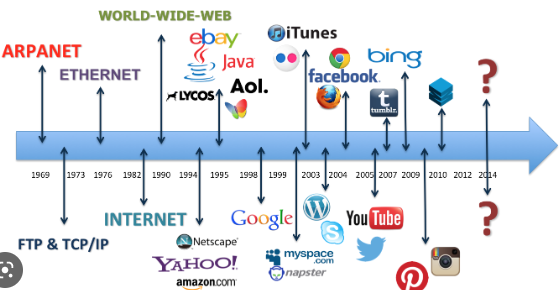 WORLD-WIDE-WEB
ARPANET
ETHERNET
ebay
Java
LYCOS
Aol.
iTunes
facebook
bing
tumblr.
?
1969 1973 1976 1982 1990 1994 1995 1998 1999 2003 2004 2007 2009 2010 2012 2014
FTP & TCP/IP
INTERNET
Netscape
YAHOO!
amazon.com
Google
myspace
.com
napster
YouTube
?